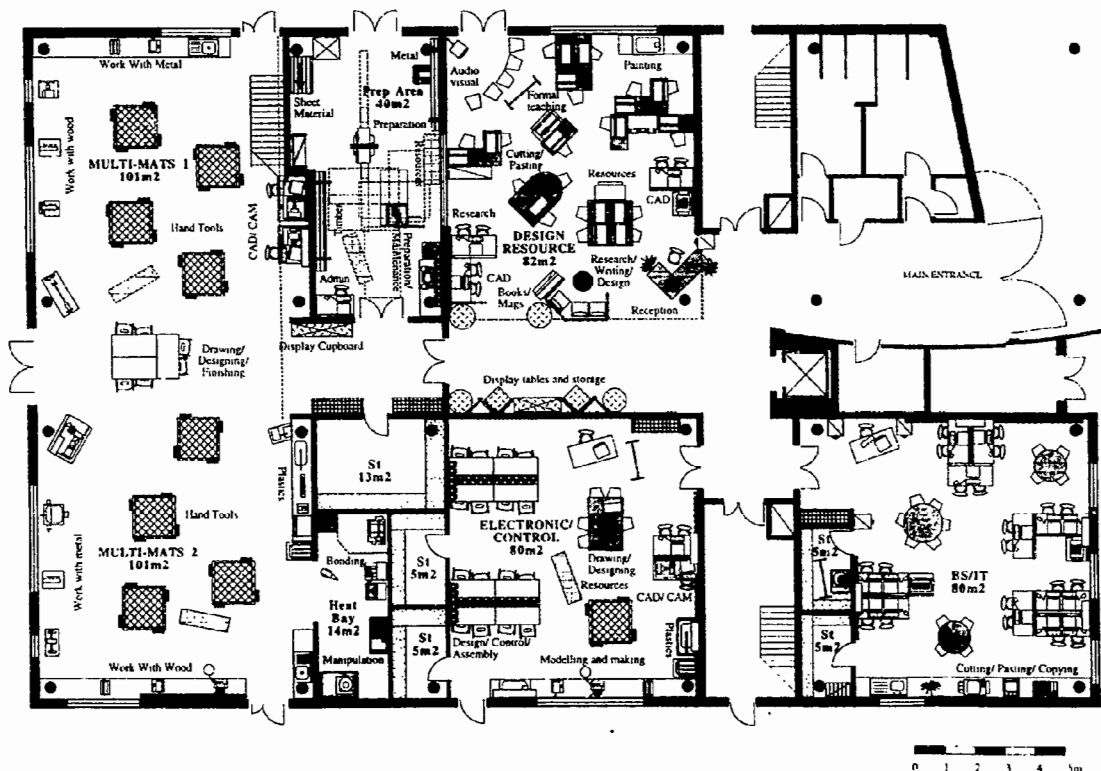 Work With Metal
Work with wood
MULTI-MATS 1
101m2
Hand Tools
CAD/ CAM
Sheet
Material
Metal
Prep Area
40m2
Preparation
Resources
Timber
Preparation/
Maintenance
Admin
Display Cupboard
Audio
visual
Formal
teaching
Painting
Cutting/
Pasting
Resources
CAD
Research
DESIGN
RESOURCE
82m2
CAD
Research/
Writing/
Design
Books/
Mags
Reception
MAIN ENTRANCE
Drawing/
Designing/
Finishing
Display tables and storage
Plastics
St
13m2
Hand Tools
MULTI-MATS 2
101m2
Work with metal
Work With Wood
Bonding
Heat
Bay
14m2
Manipulation
St
5m2
St
5m2
ELECTRONIC/
CONTROL
80m2
Drawing/
Designing
Resources
CAD/ CAM
Design/ Control/
Assembly
Modelling and making
Plastics
St
5m2
St
5m2
BS/IT
80m2
Cutting/ Pasting/ Copying
0 1 2 3 4 5m